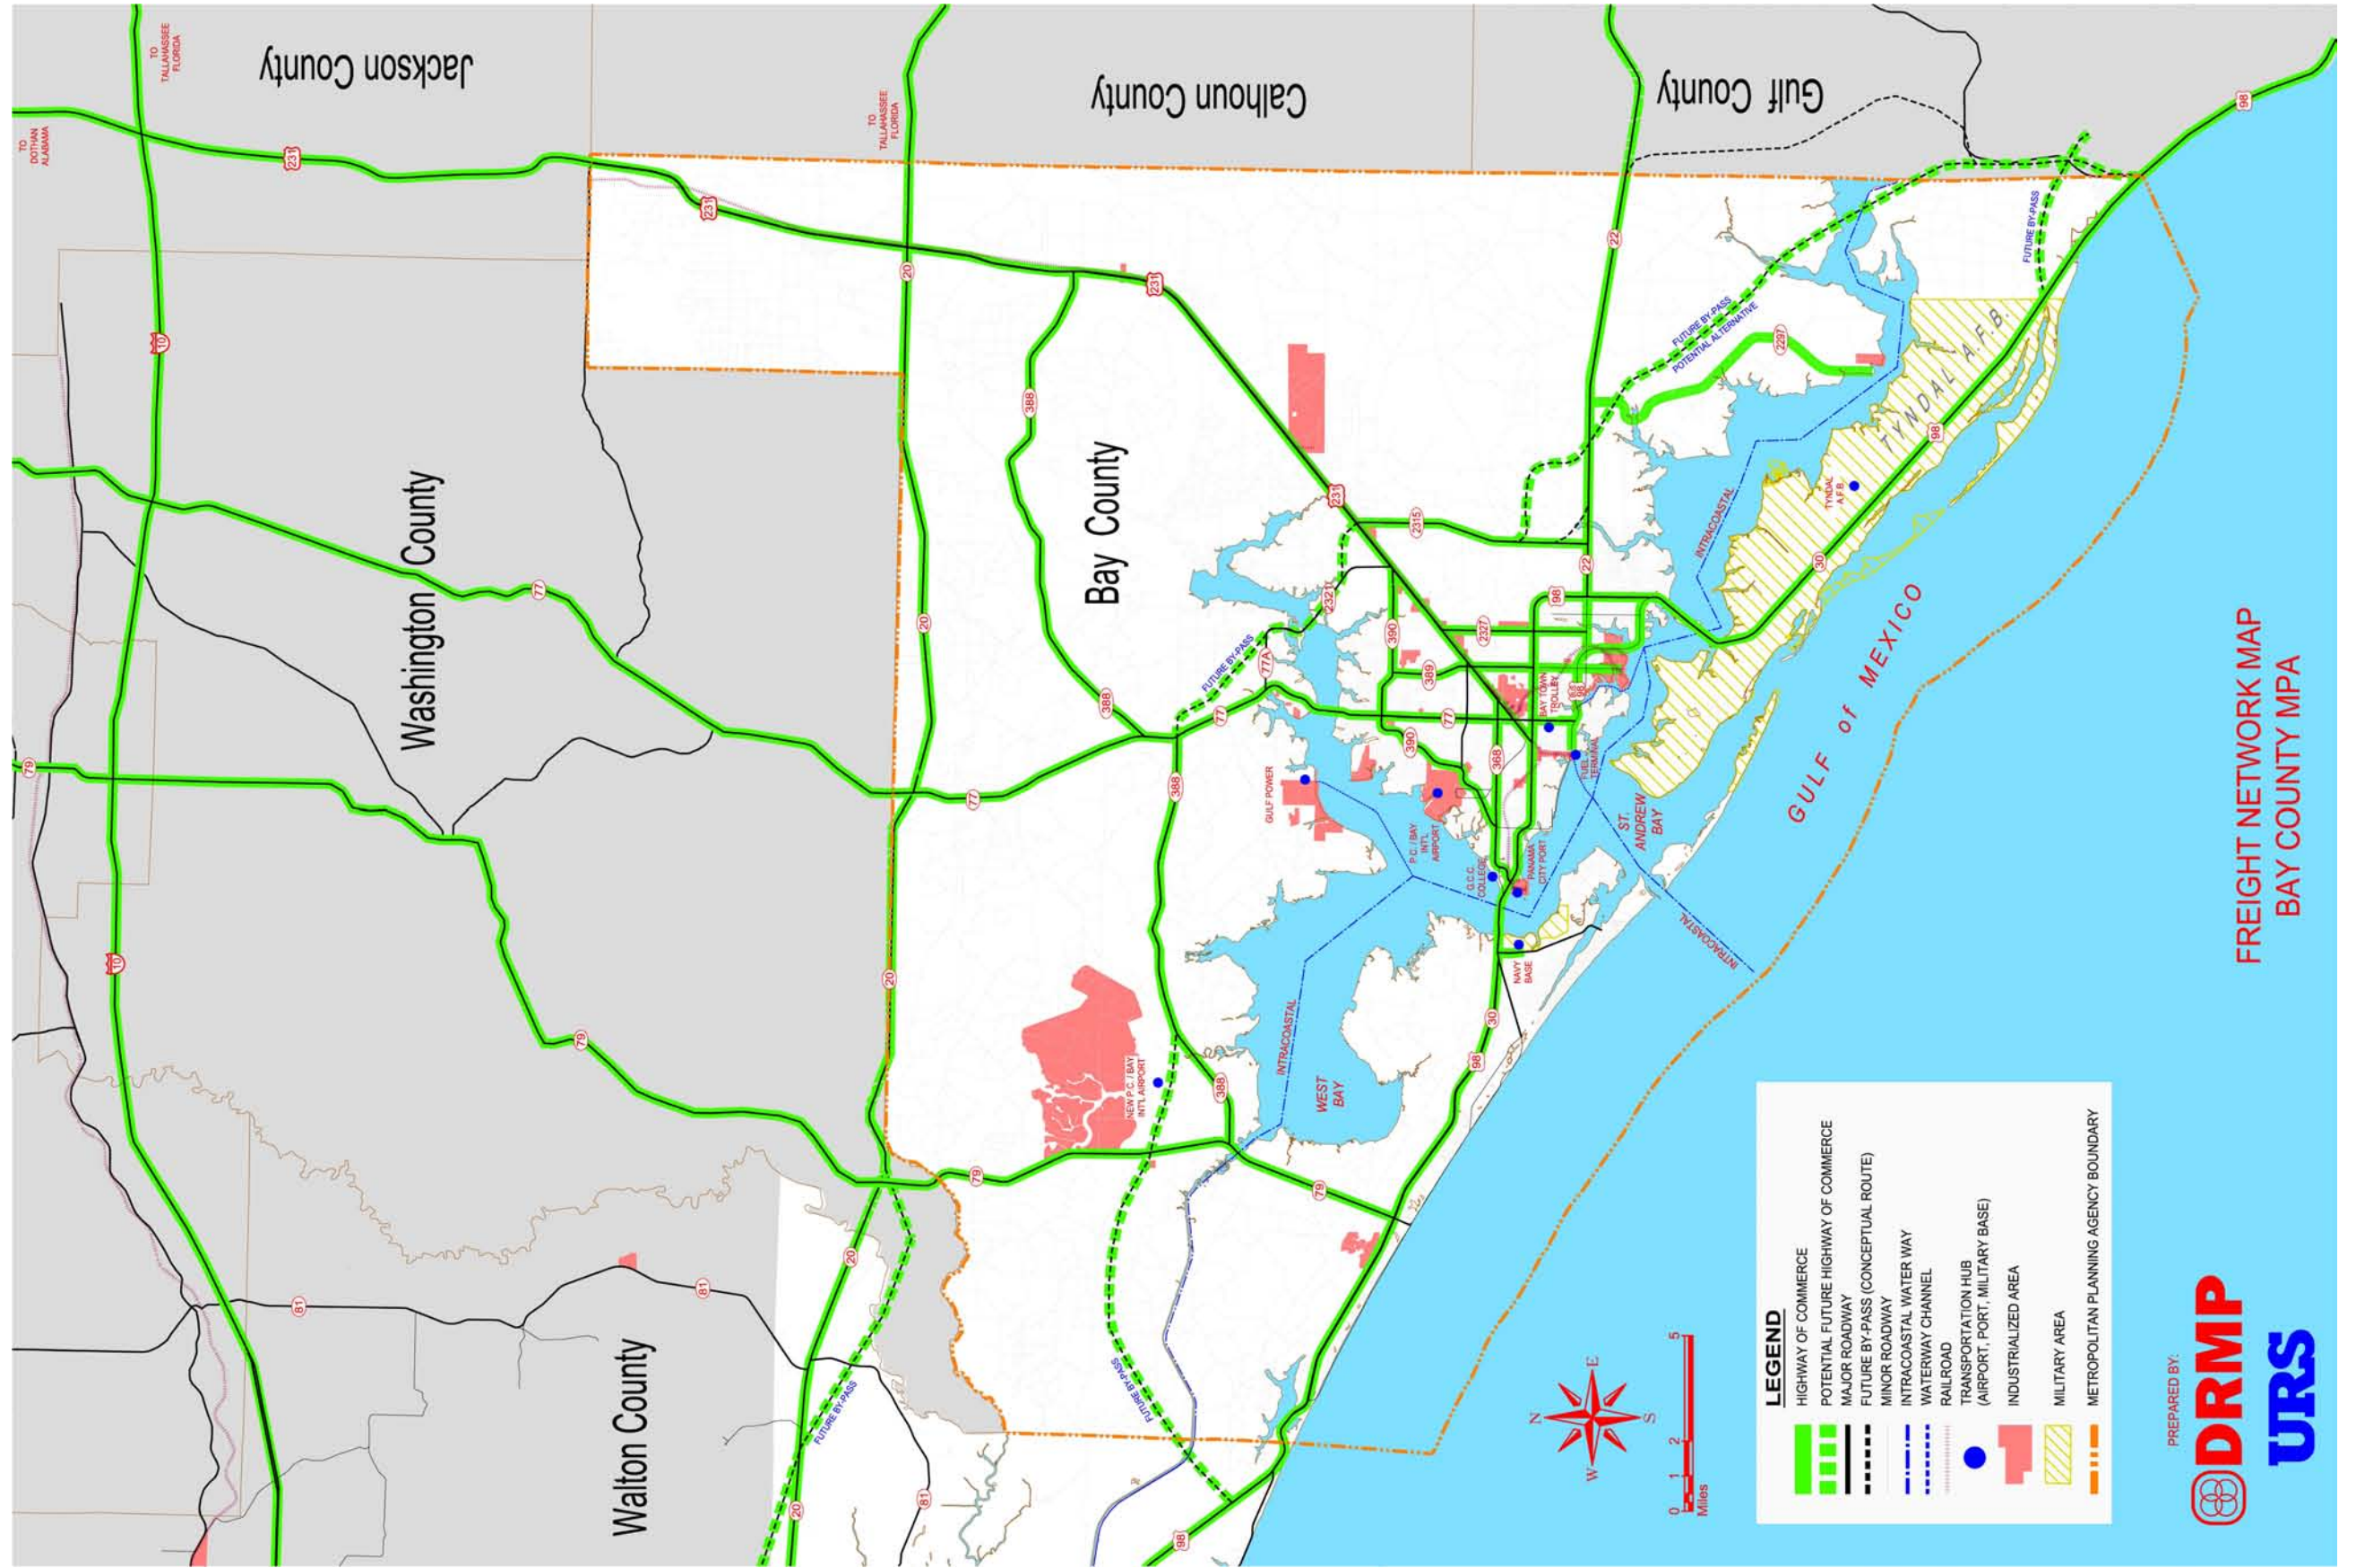 FREIGHT NETWORK MAP
BAY COUNTY MPA
Walton County
Washington County
Jackson County
Calhoun County
Gulf County
Bay County
TO
DOTHAN
ALABAMA
TO
TALLAHASSEE
FLORIDA
TO
TALLAHASSEE
FLORIDA
10
10
79
79
79
79
77
77
77
77
77A
81
81
81
20
20
20
20
20
231
231
231
231
388
388
388
388
388
2321
2315
2327
390
390
389
368
22
22
2297
98
98
98
98
98
BUS
98
30
30
FUTURE BY-PASS
FUTURE BY-PASS
FUTURE BY-PASS
FUTURE BY-PASS
POTENTIAL ALTERNATIVE
FUTURE BY-PASS
NEW P.C. / BAY
INT'L AIRPORT
GULF POWER
P.C. / BAY
INT'L
AIRPORT
G.C.C.
COLLEGE
PANAMA
CITY PORT
NAVY
BASE
BAY TOWN
TROLLEY
FUEL
TERMINAL
TYNDAL
A.F.B.
TYNDAL A.F.B.
WEST
BAY
ST.
ANDREW
BAY
INTRACOASTAL
INTRACOASTAL
INTRACOASTAL
GULF of MEXICO
N
W E
S
0 1 2 5
Miles
LEGEND
HIGHWAY OF COMMERCE
POTENTIAL FUTURE HIGHWAY OF COMMERCE
MAJOR ROADWAY
FUTURE BY-PASS (CONCEPTUAL ROUTE)
MINOR ROADWAY
INTRACOASTAL WATER WAY
WATERWAY CHANNEL
RAILROAD
TRANSPORTATION HUB
(AIRPORT, PORT, MILITARY BASE)
INDUSTRIALIZED AREA
MILITARY AREA
METROPOLITAN PLANNING AGENCY BOUNDARY
PREPARED BY:
DRMP
URS